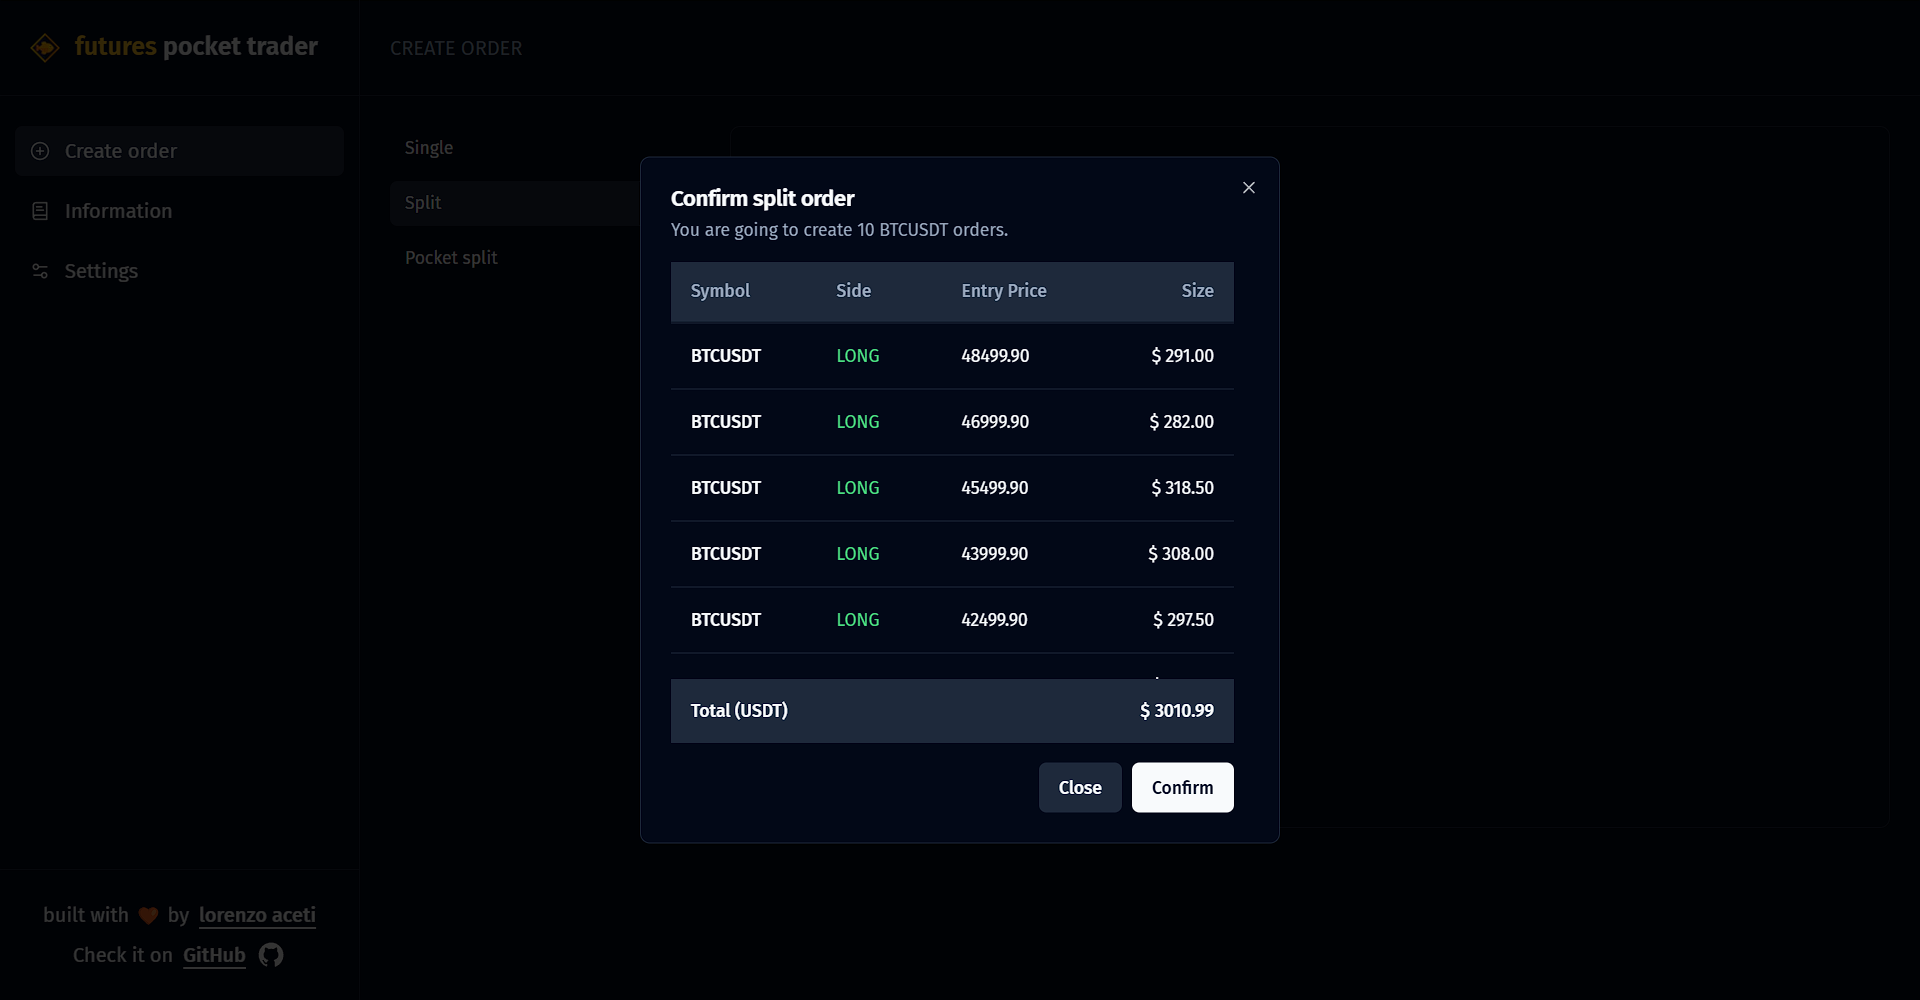 futures pocket trader
CREATE ORDER
Create order
Information
Settings
Single
Split
Pocket split
Confirm split order
You are going to create 10 BTCUSDT orders.
Symbol Side Entry Price Size
BTCUSDT LONG 48499.90 $ 291.00
BTCUSDT LONG 46999.90 $ 282.00
BTCUSDT LONG 45499.90 $ 318.50
BTCUSDT LONG 43999.90 $ 308.00
BTCUSDT LONG 42499.90 $ 297.50
Total (USDT) $ 3010.99
Close Confirm
built with by lorenzo aceti
Check it on GitHub